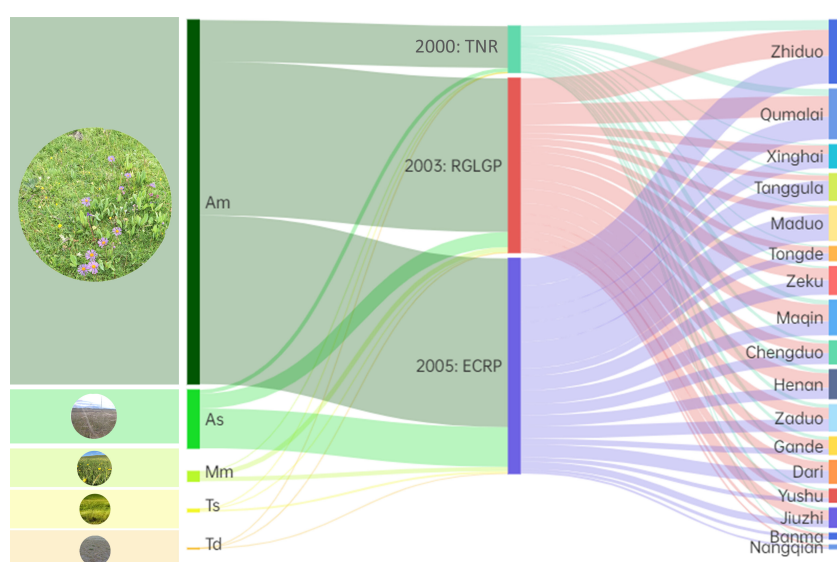 Am
As
Mm
Ts
Td
2000: TNR
2003: RGLGP
2005: ECRP
Zhiduo
Qumalai
Xinghai
Tanggula
Maduo
Tongde
Zeku
Maqin
Chengduo
Henan
Zaduo
Gande
Dari
Yushu
Jiuzhi
Banma
Nangqian